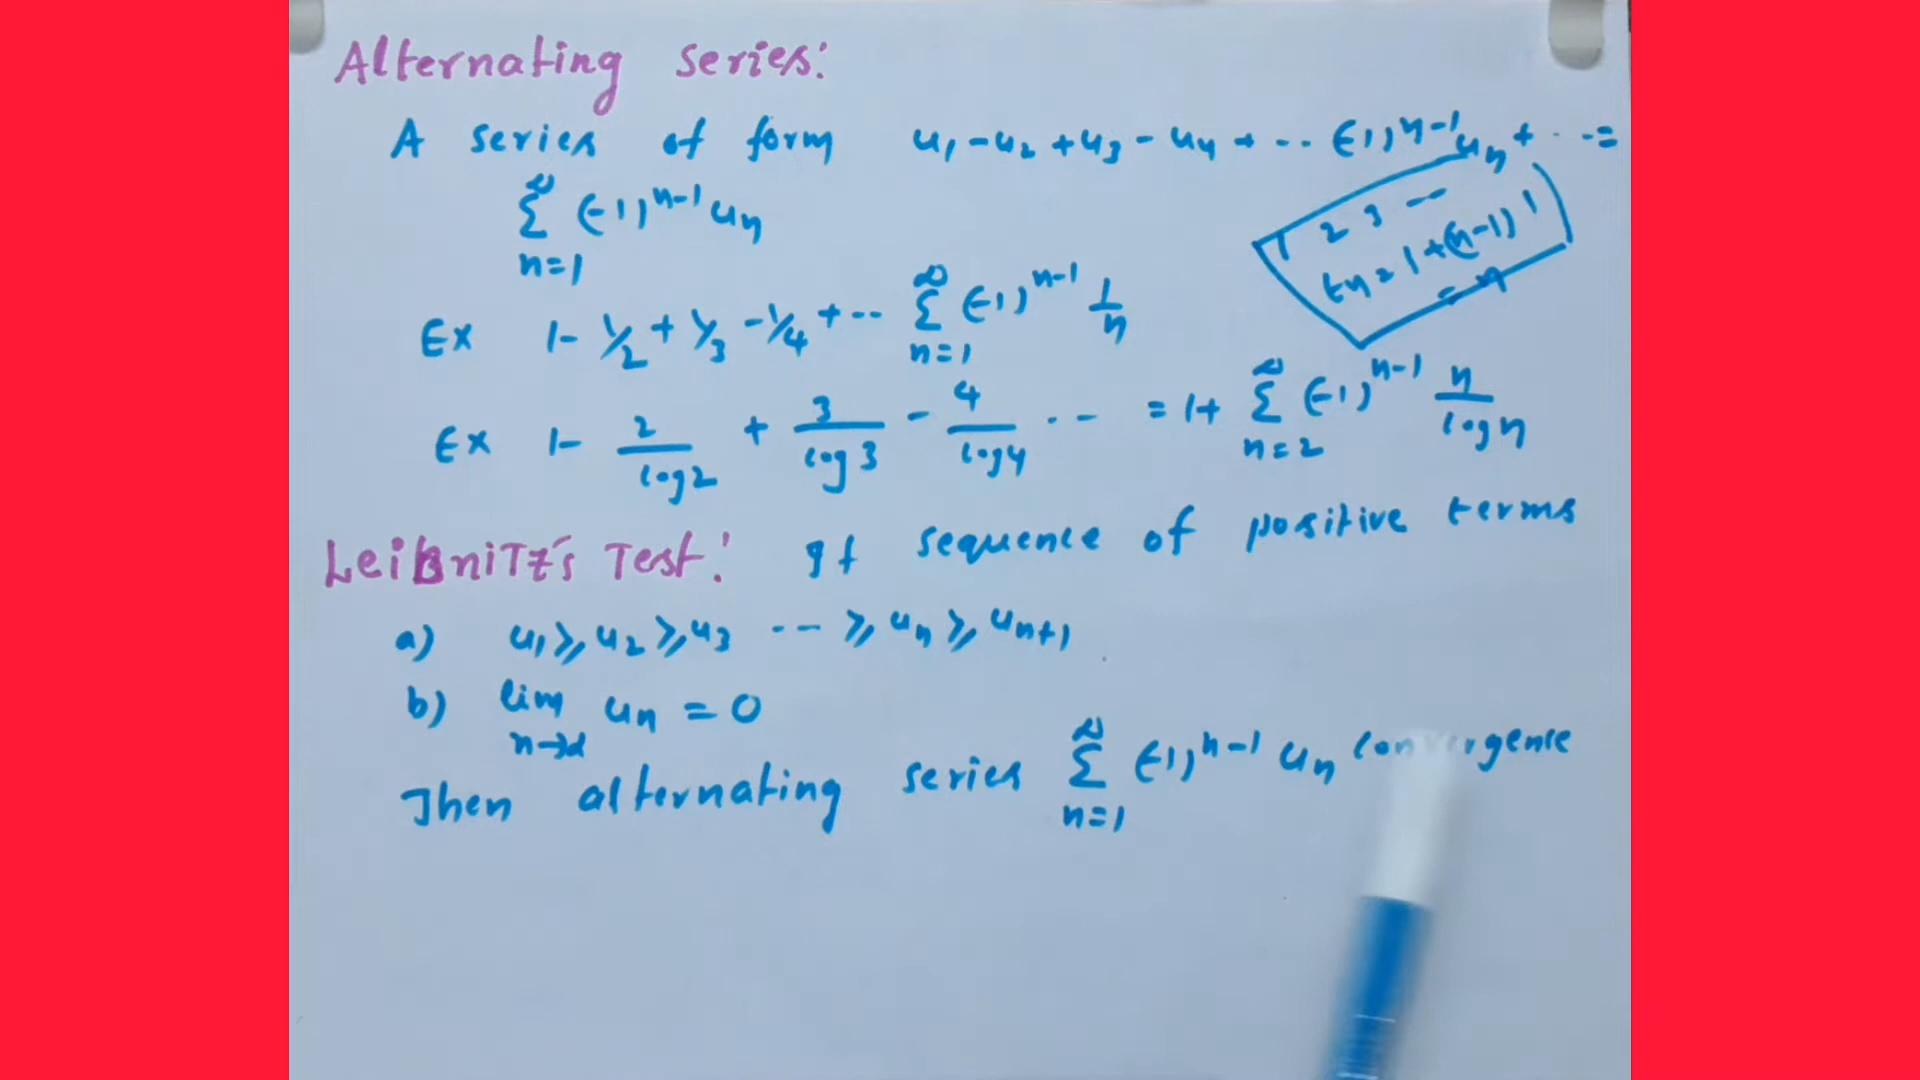 Alternating series:
A series of form u₁-u₂+u₃-u₄+-..(-1)ⁿ⁻¹uₙ+..-=
∞
Σ (-1)ⁿ⁻¹uₙ
n=1
1 2 3 --
tn=1+(n-1)1
=n
Ex 1-1/2+1/3-1/4+-- ∞ Σ n=1 (-1)ⁿ⁻¹ 1/n
Ex 1- 2/log2 + 3/log3 - 4/log4 .-- =1+ ∞ Σ n=2 (-1)ⁿ⁻¹ n/logn
LeiBniTz's Test: If sequence of positive terms
a) u₁≥u₂≥u₃ --- ≥uₙ≥uₙ₊₁
b) lim uₙ =0
n→∞
Then alternating series ∞ Σ n=1 (-1)ⁿ⁻¹ uₙ convergence